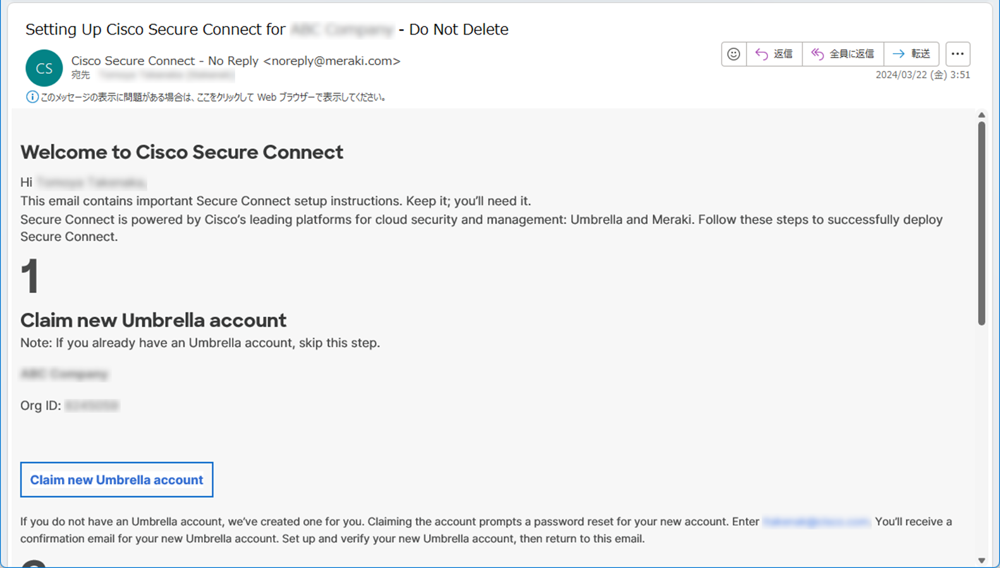 Setting Up Cisco Secure Connect for - Do Not Delete
CS
Cisco Secure Connect - No Reply <noreply@meraki.com>
宛先
返信
全員に返信
転送
2024/03/22 (金) 3:51
このメッセージの表示に問題がある場合は、ここをクリックして Web ブラウザーで表示してください。
Welcome to Cisco Secure Connect
Hi
This email contains important Secure Connect setup instructions. Keep it; you’ll need it.
Secure Connect is powered by Cisco’s leading platforms for cloud security and management: Umbrella and Meraki. Follow these steps to successfully deploy
Secure Connect.
1
Claim new Umbrella account
Note: If you already have an Umbrella account, skip this step.
Org ID:
Claim new Umbrella account
If you do not have an Umbrella account, we’ve created one for you. Claiming the account prompts a password reset for your new account. Enter You’ll receive a
confirmation email for your new Umbrella account. Set up and verify your new Umbrella account, then return to this email.